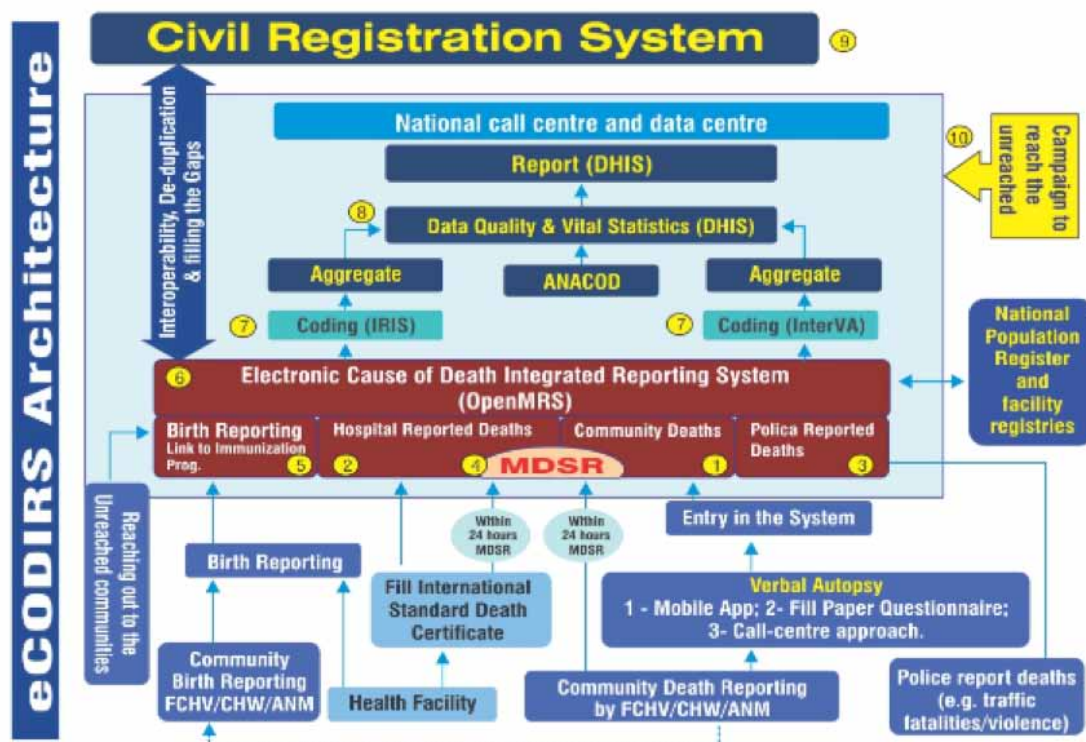 eCODIRS Architecture
Civil Registration System
9
Interoperability, De-duplication
& filling the Gaps
National call centre and data centre
Report (DHIS)
8
Data Quality & Vital Statistics (DHIS)
Aggregate
ANACOD
Aggregate
7
Coding (IRIS)
7
Coding (InterVA)
10
Campaign to
reach the
unreached
National
Population
Register
and
facility
registries
6
Electronic Cause of Death Integrated Reporting System
(OpenMRS)
Birth Reporting
Link to Immunization
Prog.
5
Hospital Reported Deaths
2
4
MDSR
Community Deaths
1
Polica Reported
Deaths
3
Reaching out to the
Unreached communities
Birth Reporting
Within
24 hours
MDSR
Within
24 hours
MDSR
Entry in the System
Fill International
Standard Death
Certificate
Verbal Autopsy
1 - Mobile App; 2- Fill Paper Questionnaire;
3- Call-centre approach.
Community
Birth Reporting
FCHV/CHW/ANM
Health Facility
Community Death Reporting
by FCHV/CHW/ANM
Police report deaths
(e.g. traffic
fatalities/violence)